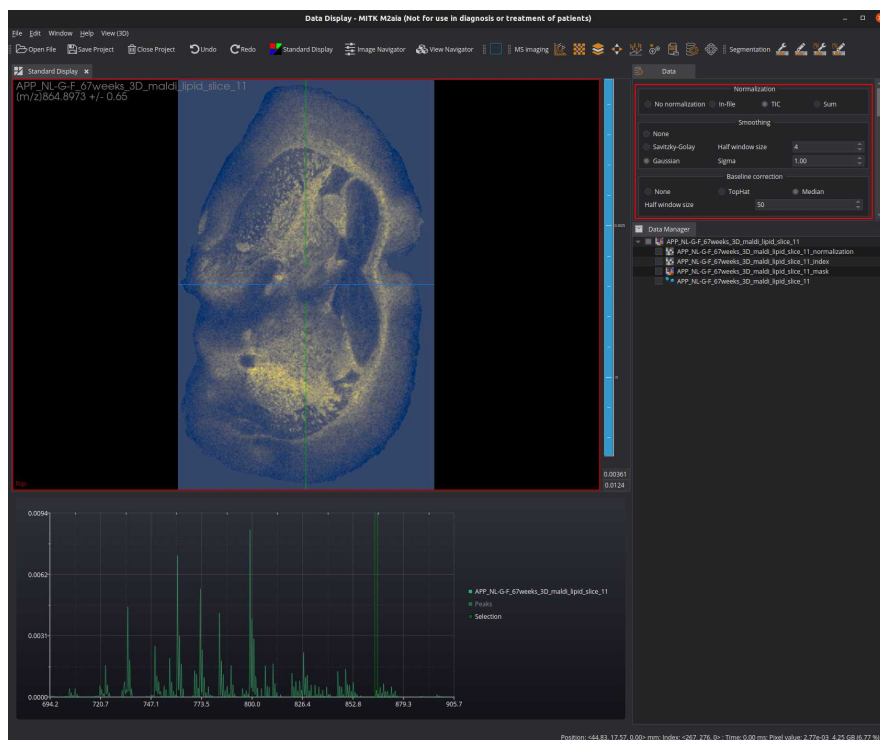 Data Display - MITK M2aia (Not for use in diagnosis or treatment of patients)
File Edit Window Help View (3D)
Open File Save Project Close Project Undo Redo Standard Display Image Navigator View Navigator MS imaging Segmentation
Standard Display
Data
APP_NL-G-F_67weeks_3D_maldi_lipid_slice_11
(m/z)864.8973 +/- 0.65
Normalization
No normalization In-file TIC Sum
Smoothing
None
Savitzky-Golay Half window size 4
Gaussian Sigma 1.00
Baseline correction
None TopHat Median
Half window size 50
Data Manager
APP_NL-G-F_67weeks_3D_maldi_lipid_slice_11
APP_NL-G-F_67weeks_3D_maldi_lipid_slice_11_normalization
APP_NL-G-F_67weeks_3D_maldi_lipid_slice_11_index
APP_NL-G-F_67weeks_3D_maldi_lipid_slice_11_mask
APP_NL-G-F_67weeks_3D_maldi_lipid_slice_11
0.00361
0.0124
0.0094
0.0062
0.0031
0.0000
694.2 720.7 747.1 773.5 800.0 826.4 852.8 879.3 905.7
APP_NL-G-F_67weeks_3D_maldi_lipid_slice_11
Peaks
Selection
Position: <44.83, 17.57, 0.00> mm; Index: <267, 276, 0> ; Time: 0.00 ms; Pixel value: 2.77e-03 4.25 GB (6.77 %)